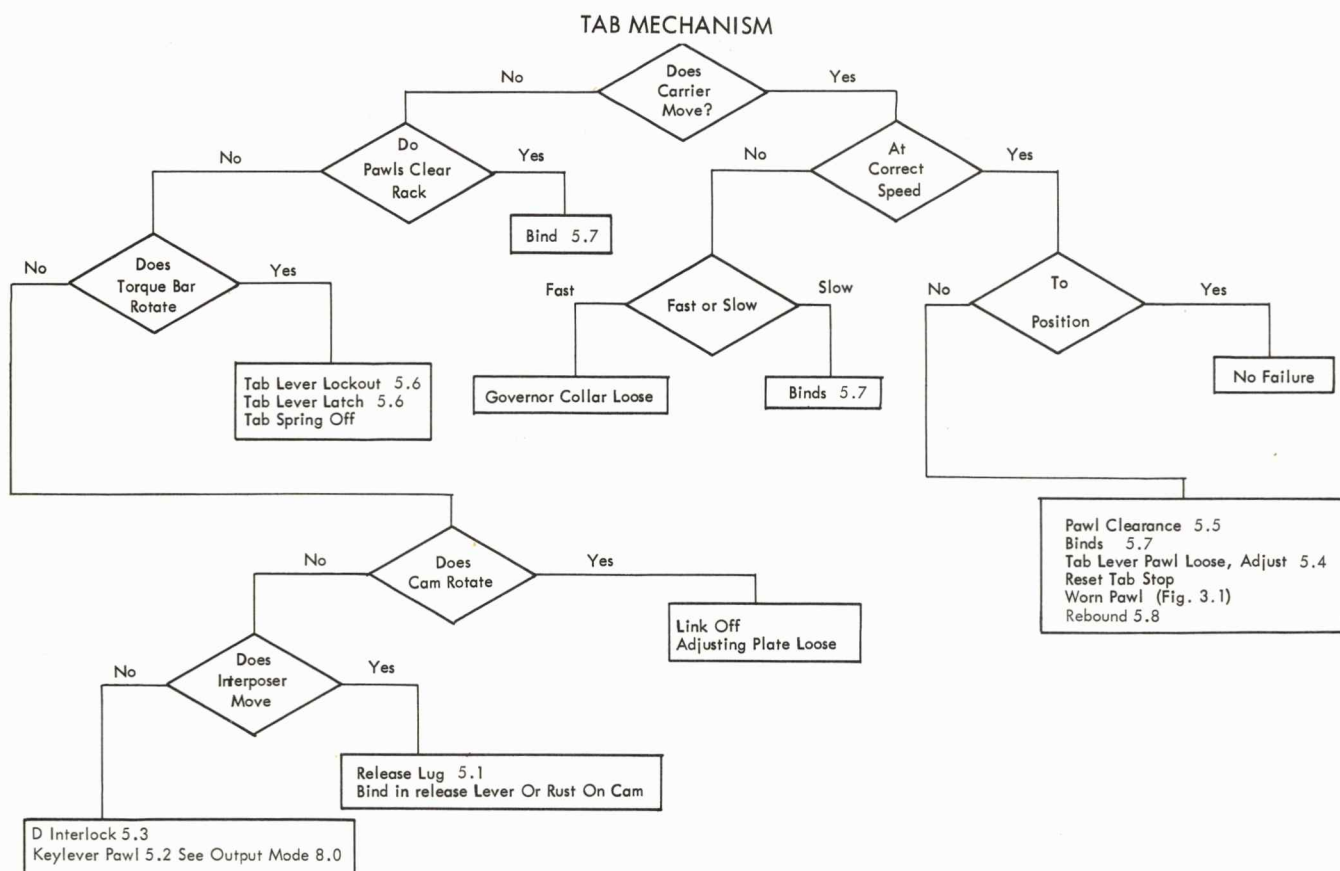 TAB MECHANISM
Does
Carrier
Move?
No
Yes
Do
Pawls Clear
Rack
No
Yes
At
Correct
Speed
No
Yes
Bind 5.7
Does
Torque Bar
Rotate
No
Yes
Fast or Slow
Fast
Slow
To
Position
No
Yes
Tab Lever Lockout 5.6
Tab Lever Latch 5.6
Tab Spring Off
Governor Collar Loose
Binds 5.7
No Failure
Pawl Clearance 5.5
Binds 5.7
Tab Lever Pawl Loose, Adjust 5.4
Reset Tab Stop
Worn Pawl (Fig. 3.1)
Rebound 5.8
Does
Cam Rotate
No
Yes
Link Off
Adjusting Plate Loose
Does
Interposer
Move
No
Yes
Release Lug 5.1
Bind in release Lever Or Rust On Cam
D Interlock 5.3
Keylever Pawl 5.2 See Output Mode 8.0